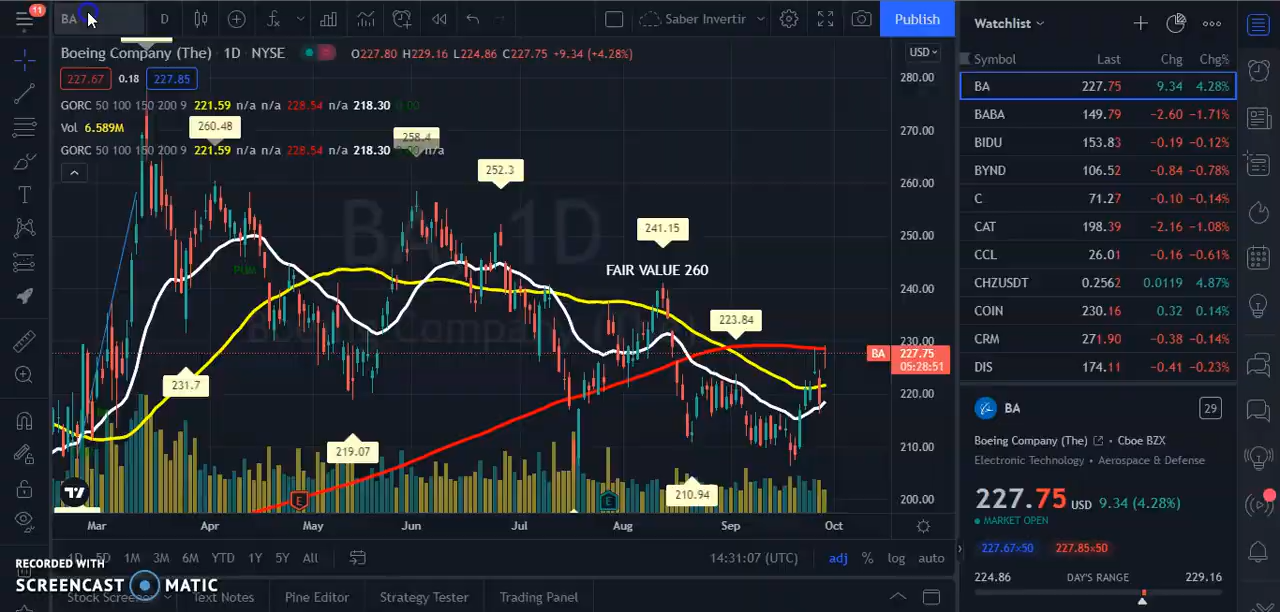 11
BA
D
Saber Invertir
Publish
Boeing Company (The) · 1D · NYSE
O227.80 H229.16 L224.86 C227.75 +9.34 (+4.28%)
USD
227.67 0.18 227.85
GORC 50 100 150 200 9 221.59 n/a n/a 228.54 n/a 218.30 0.00
Vol 6.589M
GORC 50 100 150 200 9 221.59 n/a n/a 228.54 n/a 218.30 0.00 n/a
260.48
258.4
252.3
241.15
FAIR VALUE 260
223.84
231.7
219.07
210.94
BA, 1D
Boeing Company (The)
280.00
270.00
260.00
250.00
240.00
230.00
BA 227.75
05:28:51
220.00
210.00
200.00
E
E
Mar Apr May Jun Jul Aug Sep Oct
1D 5D 1M 3M 6M YTD 1Y 5Y All
14:31:07 (UTC) adj % log auto
Stock Screener Text Notes Pine Editor Strategy Tester Trading Panel
RECORDED WITH
SCREENCAST MATIC
Watchlist
Symbol Last Chg Chg%
BA 227.75 9.34 4.28%
BABA 149.79 −2.60 −1.71%
BIDU 153.83 −0.19 −0.12%
BYND 106.52 −0.84 −0.78%
C 71.27 −0.10 −0.14%
CAT 198.39 −2.16 −1.08%
CCL 26.01 −0.16 −0.61%
CHZUSDT 0.2562 0.0119 4.87%
COIN 230.16 0.32 0.14%
CRM 271.90 −0.38 −0.14%
DIS 174.11 −0.41 −0.23%
BA 29
Boeing Company (The) • Cboe BZX
Electronic Technology • Aerospace & Defense
227.75 USD 9.34 (4.28%)
MARKET OPEN
227.67×50 227.85×50
224.86 DAY'S RANGE 229.16